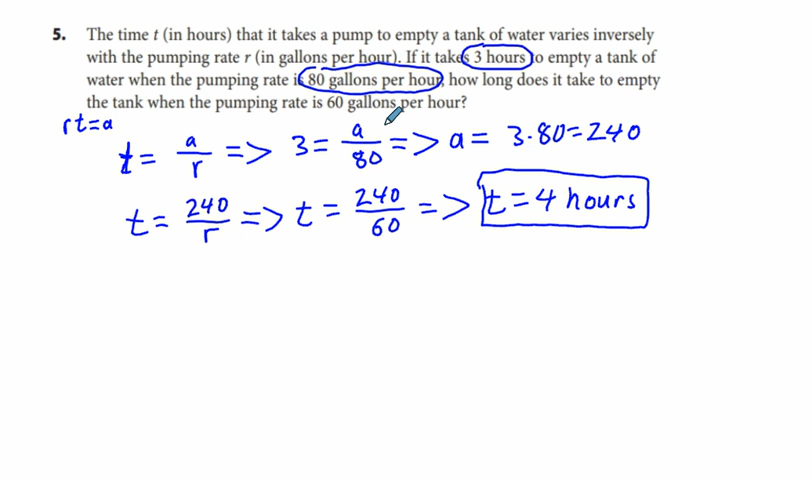 5. The time t (in hours) that it takes a pump to empty a tank of water varies inversely
with the pumping rate r (in gallons per hour). If it takes 3 hours to empty a tank of
water when the pumping rate is 80 gallons per hour, how long does it take to empty
the tank when the pumping rate is 60 gallons per hour?
rt=a
t = a/r => 3 = a/80 => a = 3·80=240
t = 240/r => t = 240/60 => t = 4 hours